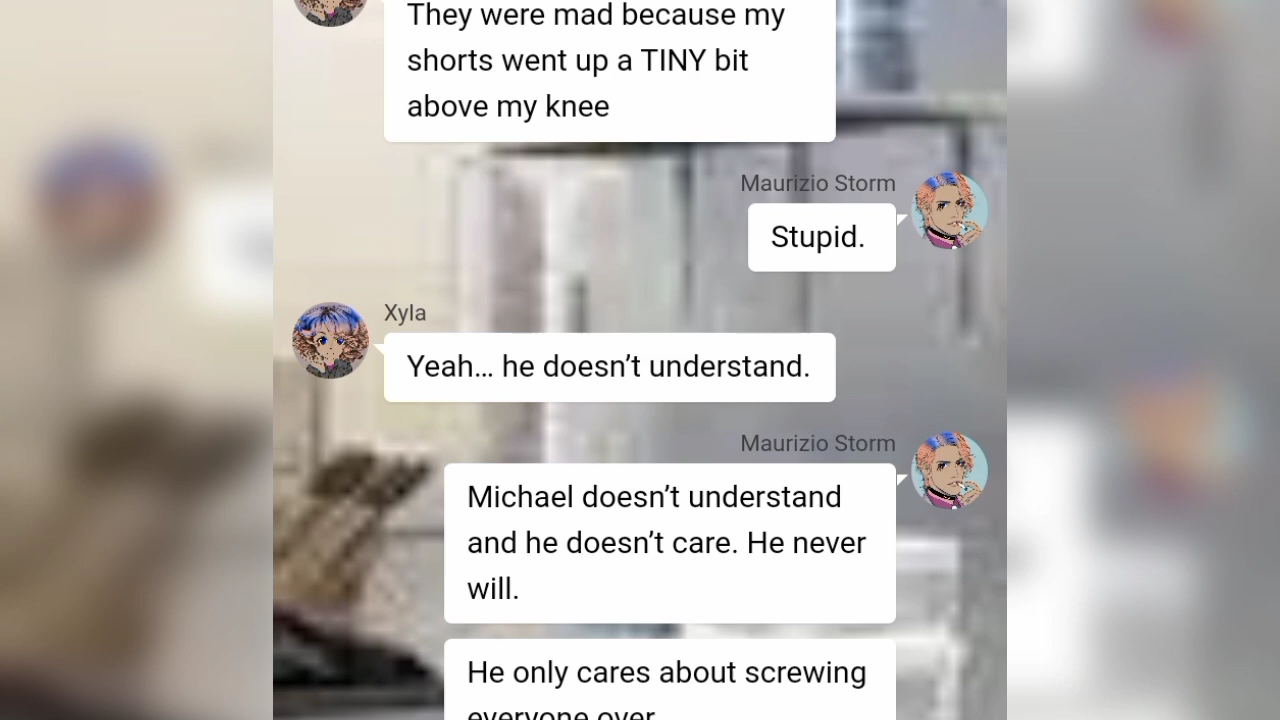 They were mad because my
shorts went up a TINY bit
above my knee
Maurizio Storm
Stupid.
Xyla
Yeah… he doesn’t understand.
Maurizio Storm
Michael doesn’t understand
and he doesn’t care. He never
will.
He only cares about screwing
everyone over